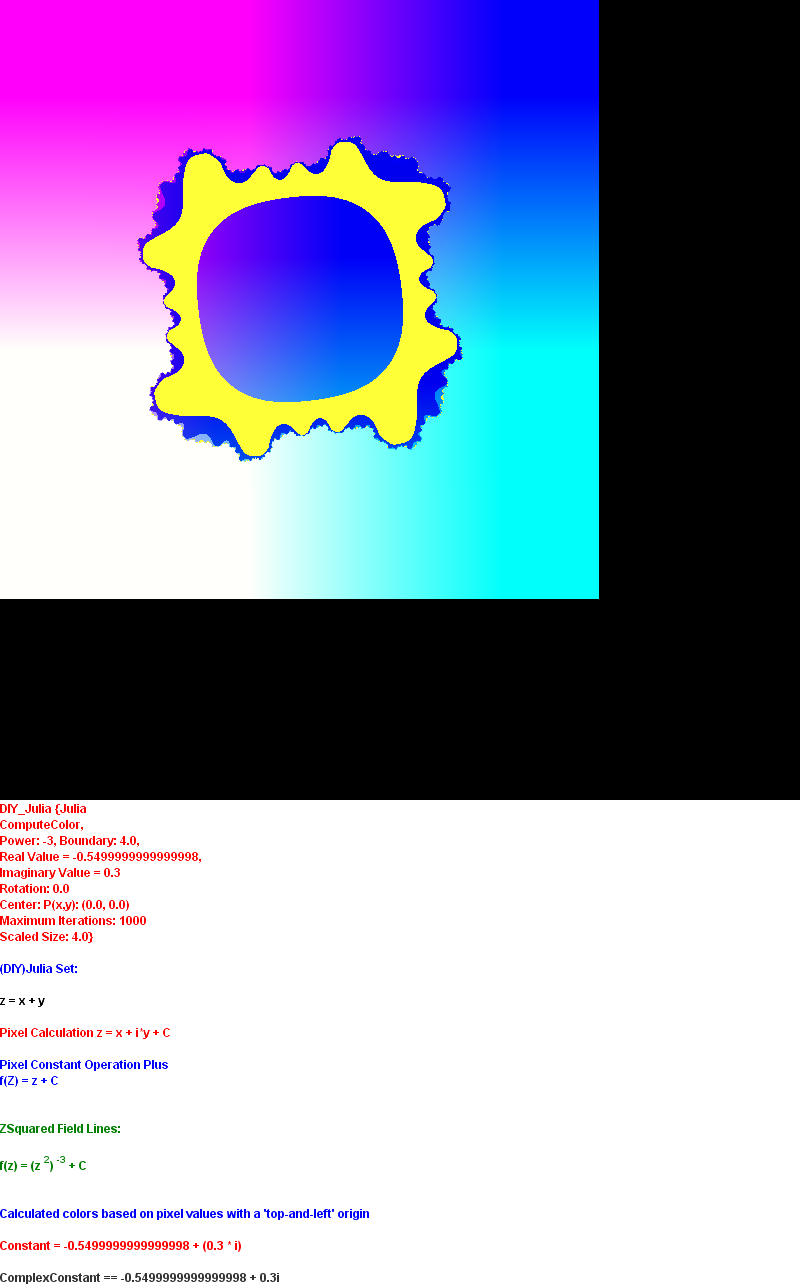 DIY_Julia {Julia
ComputeColor,
Power: -3, Boundary: 4.0,
Real Value = -0.5499999999999998,
Imaginary Value = 0.3
Rotation: 0.0
Center: P(x,y): (0.0, 0.0)
Maximum Iterations: 1000
Scaled Size: 4.0}
(DIY)Julia Set:
z = x + y
Pixel Calculation z = x + i*y + C
Pixel Constant Operation Plus
f(Z) = z + C
ZSquared Field Lines:
f(z) = (z 2) -3 + C
Calculated colors based on pixel values with a 'top-and-left' origin
Constant = -0.5499999999999998 + (0.3 * i)
ComplexConstant == -0.5499999999999998 + 0.3i